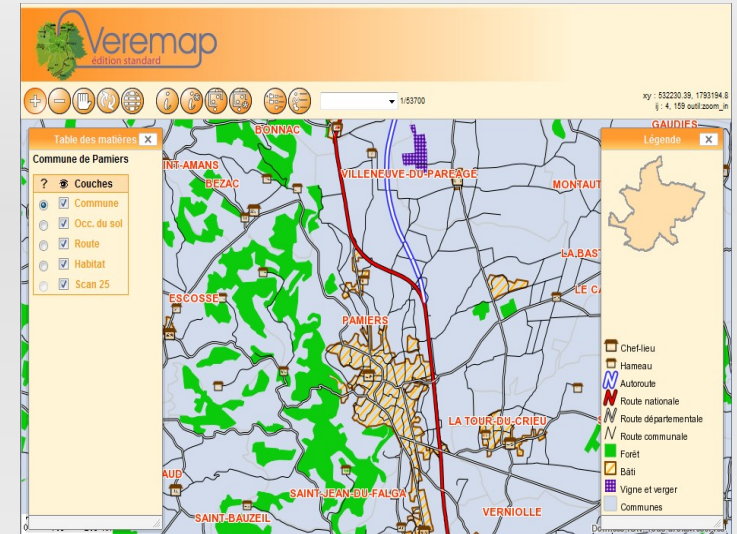 Veremap
édition standard
1/53700
xy : 532230.39, 1793194.8
ij : 4, 159 outil:zoom_in
Table des matières X
Commune de Pamiers
? Couches
Commune
Occ. du sol
Route
Habitat
Scan 25
BONNAC
GAUDIES
INT-AMANS
BEZAC
VILLENEUVE-DU-PAREAGE
MONTAUT
LA BAS
LE CA
ESCOSSE
PAMIERS
LA TOUR-DU-CRIEU
AUD
SAINT-JEAN-DU-FALGA
SAINT-BAUZEIL
VERNIOLLE
Légende X
Chef-lieu
Hameau
Autoroute
Route nationale
Route départementale
Route communale
Forêt
Bâti
Vigne et verger
Communes